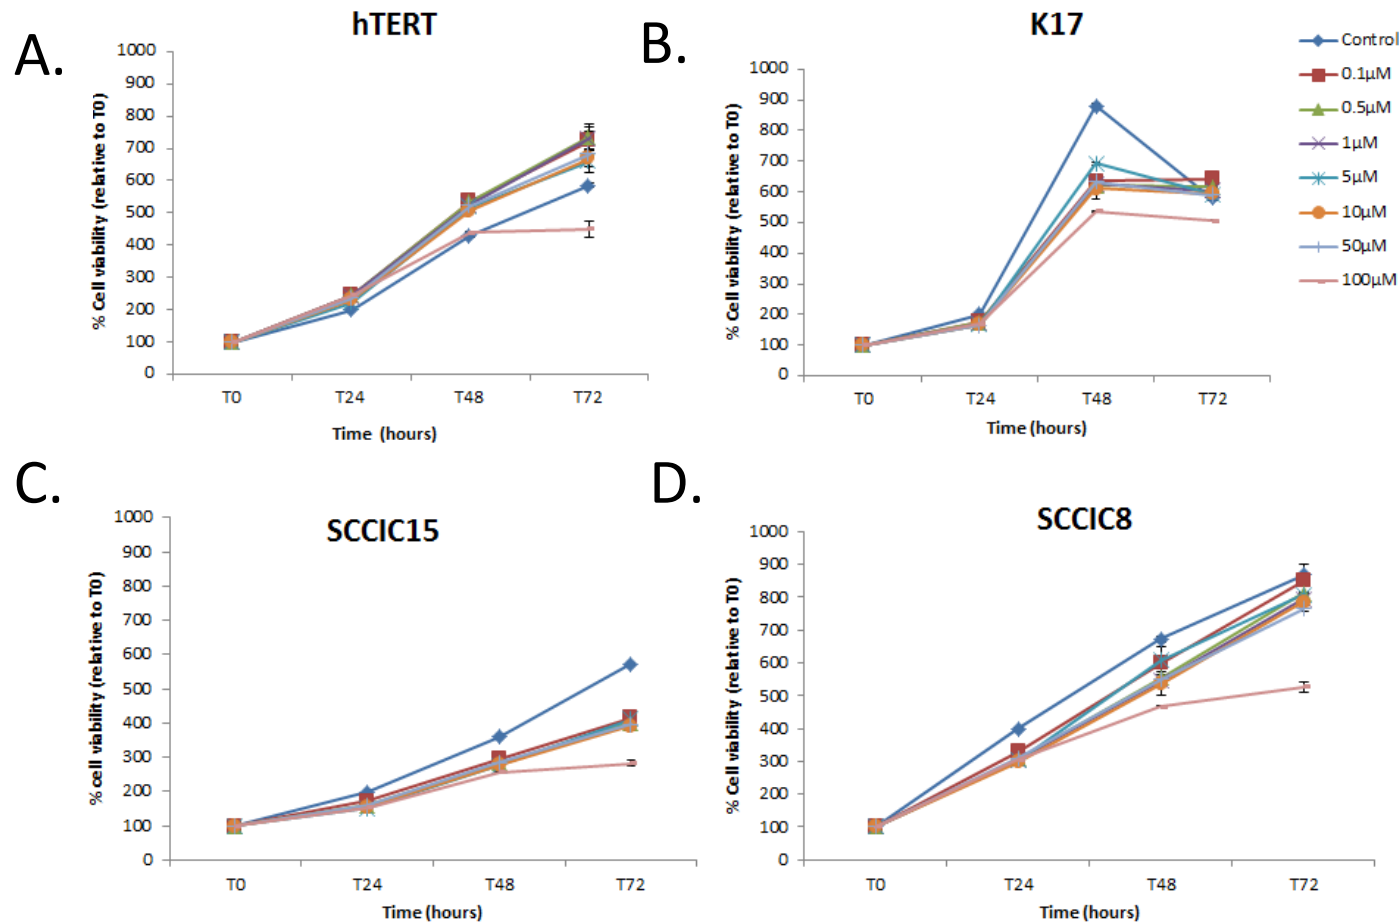 A.
hTERT
% Cell viability (relative to T0)
1000
900
800
700
600
500
400
300
200
100
0
T0 T24 T48 T72
Time (hours)
B.
K17
% Cell viability (relative to T0)
1000
900
800
700
600
500
400
300
200
100
0
T0 T24 T48 T72
Time (hours)
Control
0.1µM
0.5µM
1µM
5µM
10µM
50µM
100µM
C.
SCCIC15
% cell viability (relative to T0)
1000
900
800
700
600
500
400
300
200
100
0
T0 T24 T48 T72
Time (hours)
D.
SCCIC8
% Cell viability (relative to T0)
1000
900
800
700
600
500
400
300
200
100
0
T0 T24 T48 T72
Time (hours)